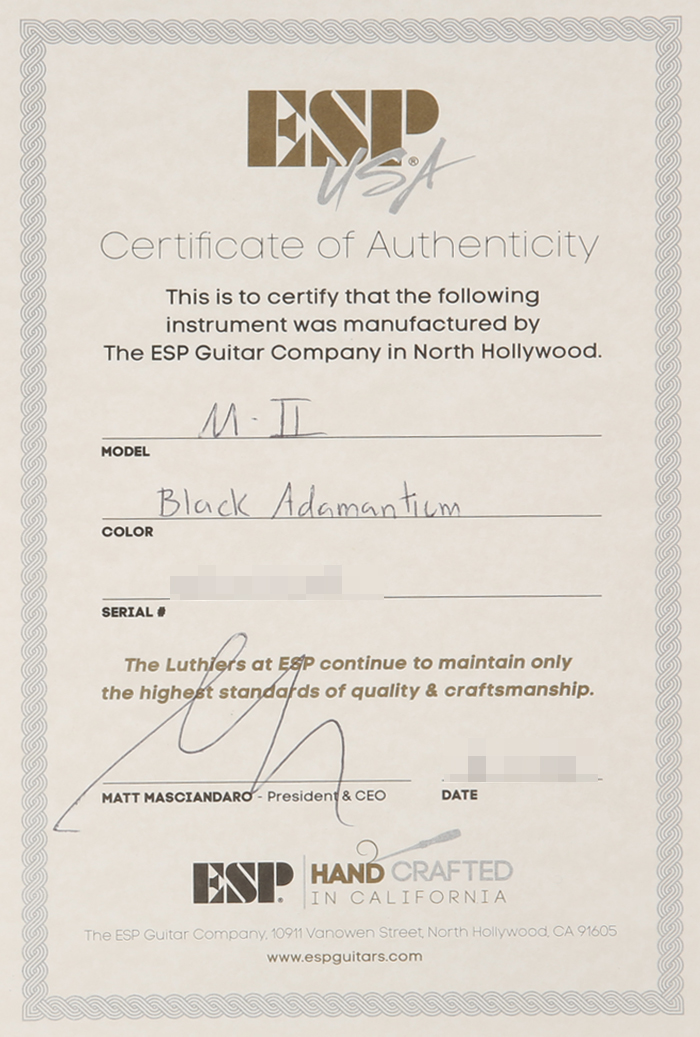 ESP®
USA
Certificate of Authenticity
This is to certify that the following
instrument was manufactured by
The ESP Guitar Company in North Hollywood.
M-II
MODEL
Black Adamantium
COLOR
SERIAL #
The Luthiers at ESP continue to maintain only
the highest standards of quality & craftsmanship.
MATT MASCIANDARO - President & CEO
DATE
ESP®
HAND CRAFTED
IN CALIFORNIA
The ESP Guitar Company, 10911 Vanowen Street, North Hollywood, CA 91605
www.espguitars.com